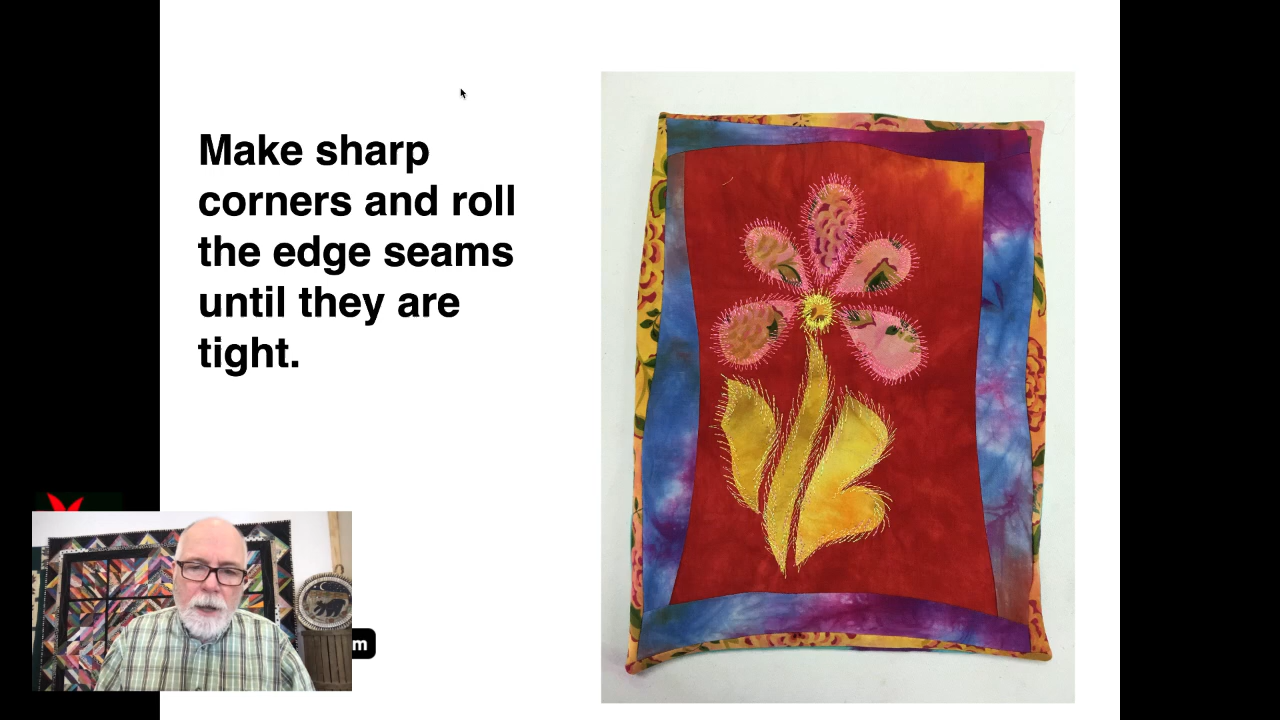 Make sharp
corners and roll
the edge seams
until they are
tight.
m